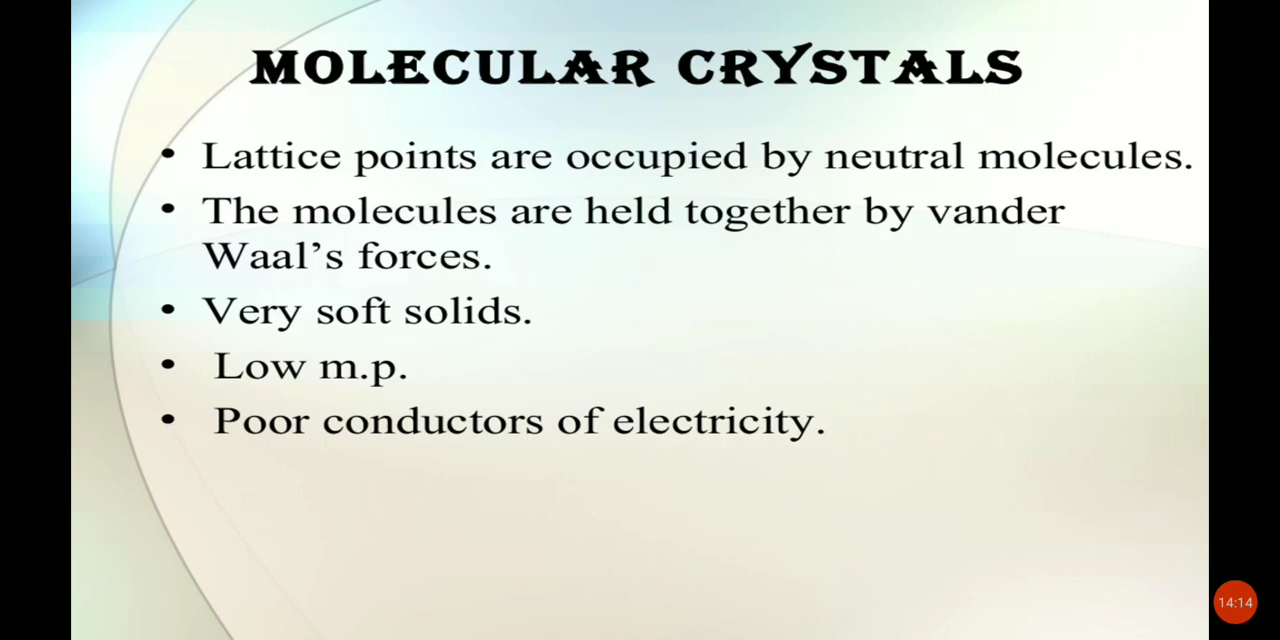 MOLECULAR CRYSTALS
• Lattice points are occupied by neutral molecules.
• The molecules are held together by vander
Waal’s forces.
• Very soft solids.
• Low m.p.
• Poor conductors of electricity.
14:14